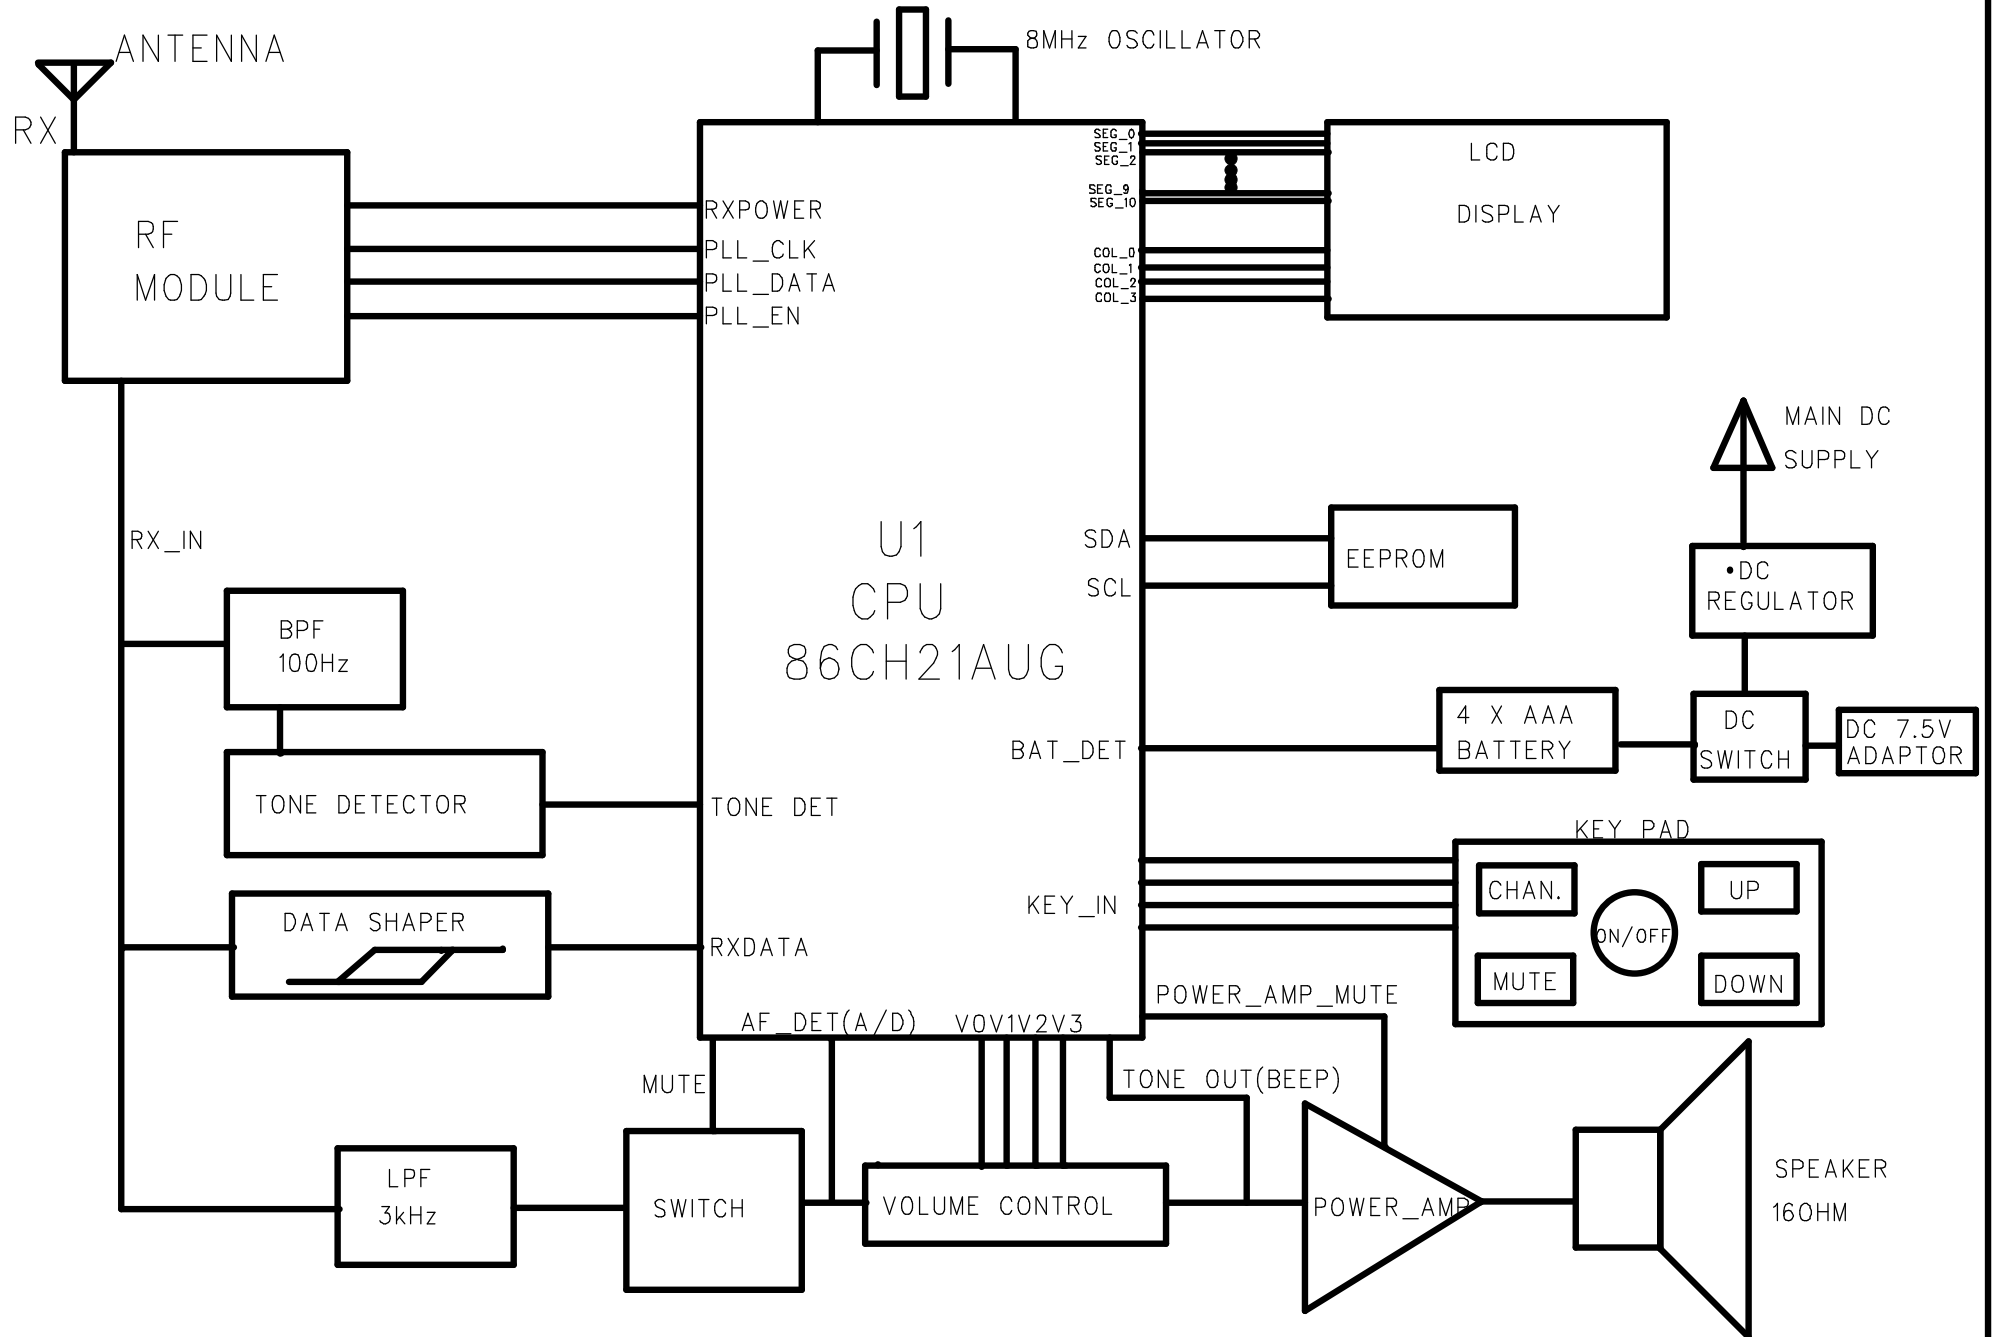 ANTENNA
8MHz OSCILLATOR
RX
RF
MODULE
RXPOWER
PLL_CLK
PLL_DATA
PLL_EN
SEG_0
SEG_1
SEG_2
SEG_9
SEG_10
COL_0
COL_1
COL_2
COL_3
LCD
DISPLAY
MAIN DC
SUPPLY
RX_IN
U1
CPU
86CH21AUG
SDA
SCL
EEPROM
•DC
REGULATOR
BPF
100Hz
BAT_DET
4 X AAA
BATTERY
DC
SWITCH
DC 7.5V
ADAPTOR
TONE DETECTOR
TONE DET
KEY PAD
KEY_IN
CHAN.
UP
ON/OFF
MUTE
DOWN
DATA SHAPER
RXDATA
POWER_AMP_MUTE
AF_DET(A/D)
V0V1V2V3
MUTE
TONE OUT(BEEP)
LPF
3kHz
SWITCH
VOLUME CONTROL
POWER_AMP
SPEAKER
16OHM